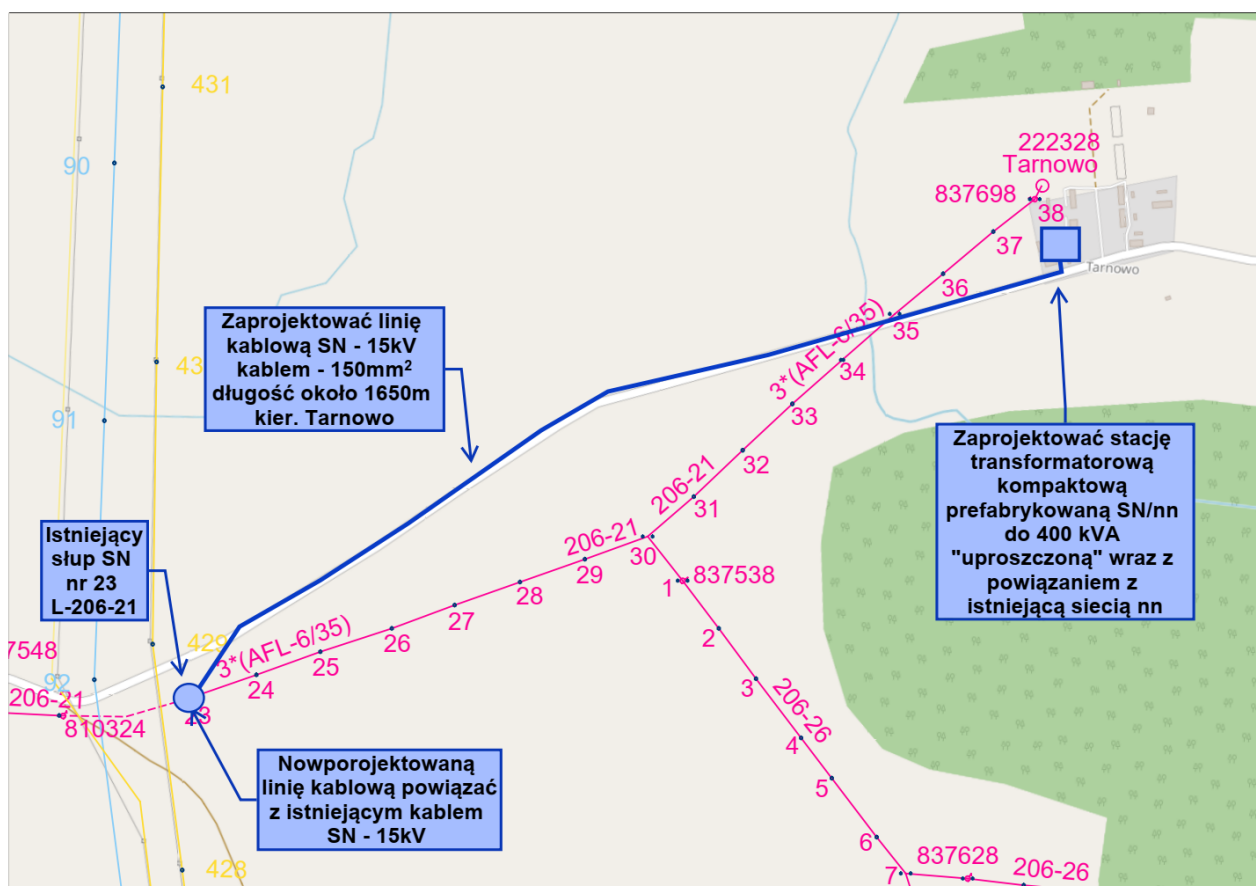 431
90
222328
Tarnowo
837698
38
37
Tarnowo
36
3*(AFL-6/35)
35
34
33
Zaprojektować linię
kablową SN - 15kV
kablem - 150mm²
długość około 1650m
kier. Tarnowo
43
91
32
206-21
31
Zaprojektować stację
transformatorową
kompaktową
prefabrykowaną SN/nn
do 400 kVA
"uproszczoną" wraz z
powiązaniem z
istniejącą siecią nn
Istniejący
słup SN
nr 23
L-206-21
206-21
30
29
28
27
26
1
837538
2
3
206-26
4
5
6
7
837628
206-26
429
3*(AFL-6/35)
25
24
23
7548
92
206-21
810324
Nowporojektowaną
linię kablową powiązać
z istniejącym kablem
SN - 15kV
428